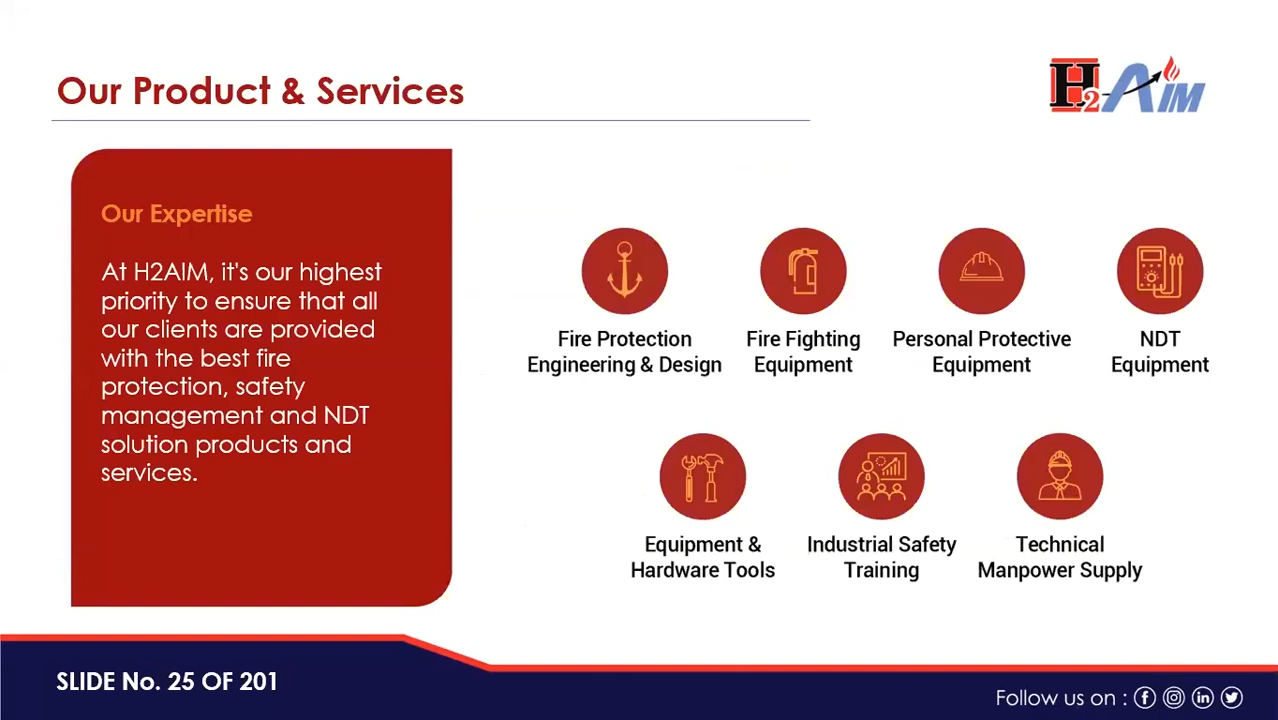 Our Product & Services
H2AIM
Our Expertise
At H2AIM, it's our highest
priority to ensure that all
our clients are provided
with the best fire
protection, safety
management and NDT
solution products and
services.
Fire Protection
Engineering & Design
Fire Fighting
Equipment
Personal Protective
Equipment
NDT
Equipment
Equipment &
Hardware Tools
Industrial Safety
Training
Technical
Manpower Supply
SLIDE No. 25 OF 201
Follow us on :